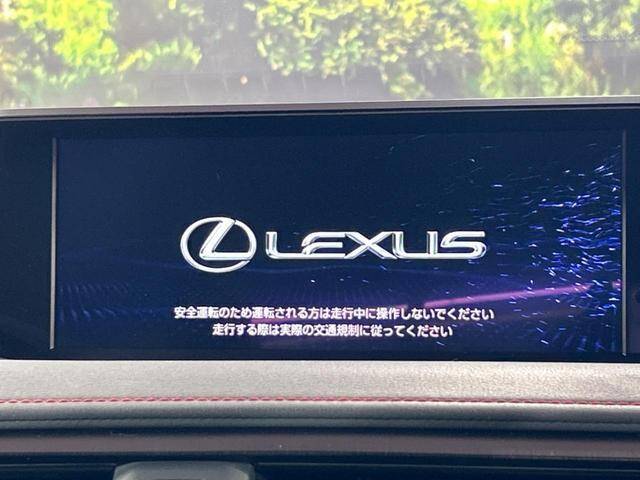 LEXUS
安全運転のため運転される方は走行中に操作しないでください
走行する際は実際の交通規制に従ってください